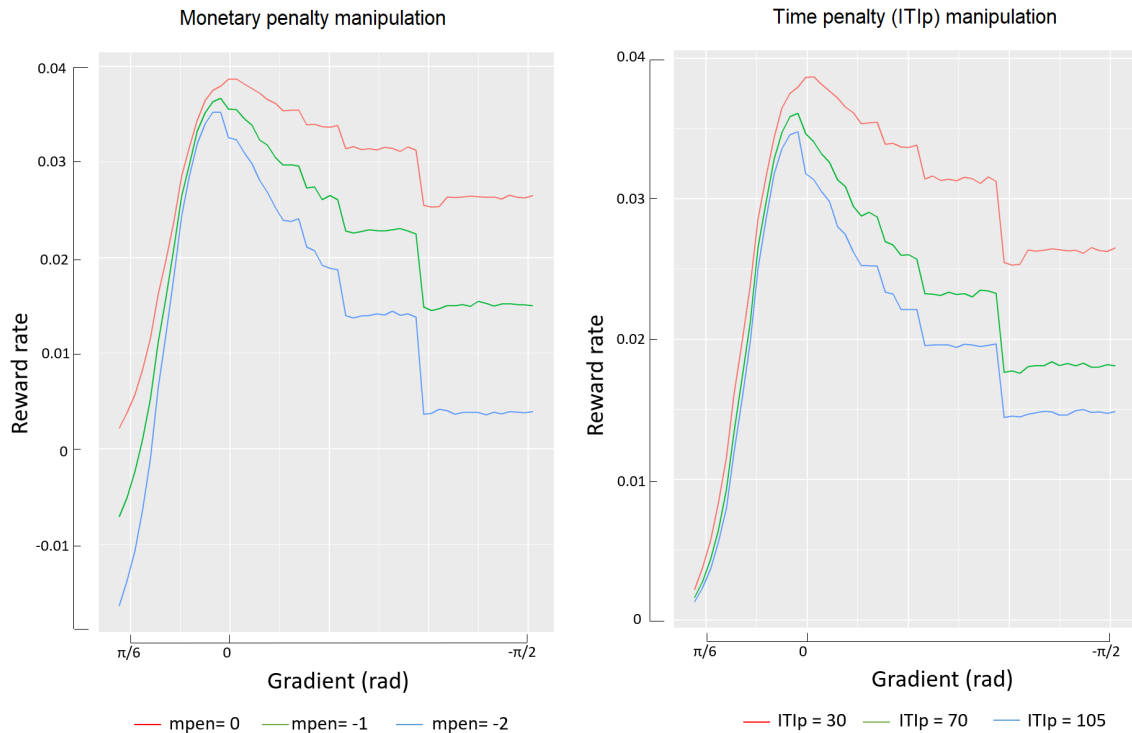 Monetary penalty manipulation
0.04
0.03
0.02
0.01
0
-0.01
Reward rate
π/6
0
-π/2
Gradient (rad)
mpen= 0
mpen= -1
mpen= -2
Time penalty (ITIp) manipulation
0.04
0.03
0.02
0.01
0
Reward rate
π/6
0
-π/2
Gradient (rad)
ITIp = 30
ITIp = 70
ITIp = 105